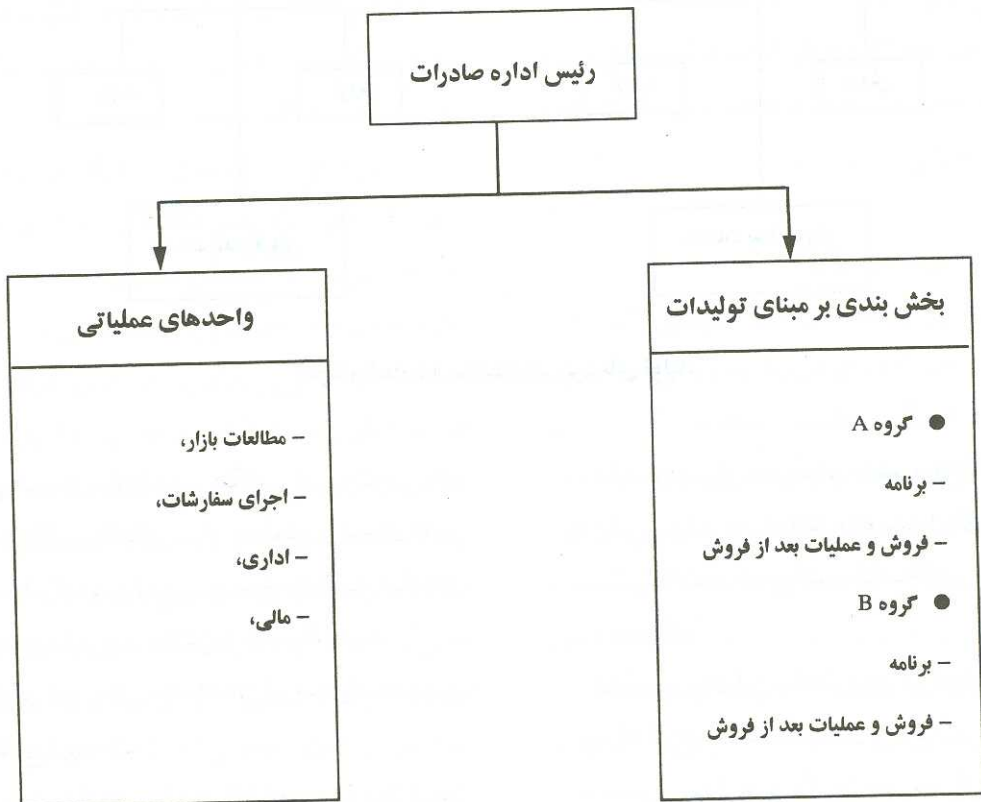 رئیس اداره صادرات
بخش بندی بر مبنای تولیدات
● گروه A
– برنامه
– فروش و عملیات بعد از فروش
● گروه B
– برنامه
– فروش و عملیات بعد از فروش
واحدهای عملیاتی
– مطالعات بازار،
– اجرای سفارشات،
– اداری،
– مالی،